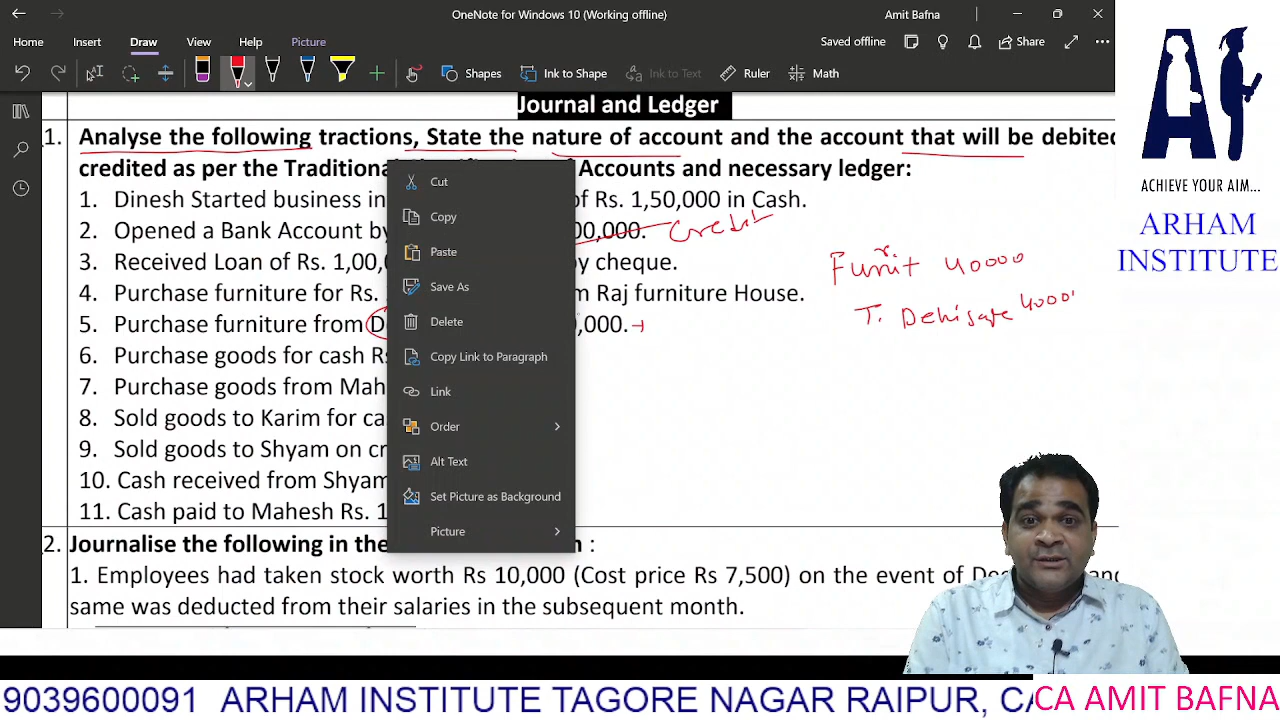 OneNote for Windows 10 (Working offline)
Amit Bafna
Home Insert Draw View Help Picture
Saved offline
Share
Shapes Ink to Shape Ink to Text Ruler Math
Journal and Ledger
1. Analyse the following tractions, State the nature of account and the account that will be debited
credited as per the Traditional Accounts and necessary ledger:
1. Dinesh Started business in of Rs. 1,50,000 in Cash.
2. Opened a Bank Account by 00,000. Credit
3. Received Loan of Rs. 1,00, by cheque.
4. Purchase furniture for Rs. Raj furniture House.
5. Purchase furniture from D 0,000.
6. Purchase goods for cash Rs
7. Purchase goods from Mah
8. Sold goods to Karim for ca
9. Sold goods to Shyam on cr
10. Cash received from Shyam
11. Cash paid to Mahesh Rs. 1
Furnit r 40000
T. 4000
Cut
Copy
Paste
Save As
Delete
Copy Link to Paragraph
Link
Order
Alt Text
Set Picture as Background
Picture
2. Journalise the following in the :
1. Employees had taken stock worth Rs 10,000 (Cost price Rs 7,500) on the event of
same was deducted from their salaries in the subsequent month.
AI
ACHIEVE YOUR AIM...
ARHAM
INSTITUTE
9039600091 ARHAM INSTITUTE TAGORE NAGAR RAIPUR, CA
CA AMIT BAFNA